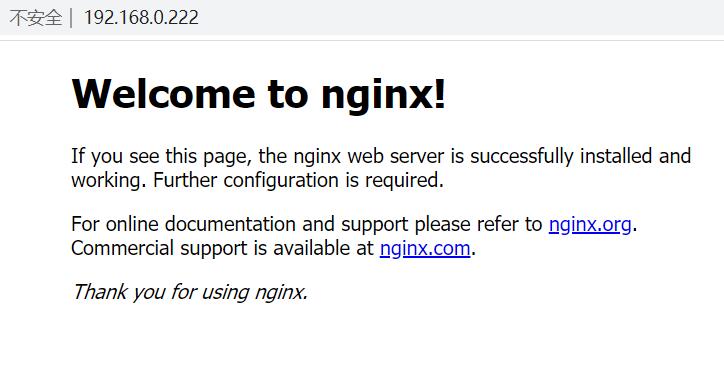 不安全 | 192.168.0.222
Welcome to nginx!
If you see this page, the nginx web server is successfully installed and
working. Further configuration is required.
For online documentation and support please refer to nginx.org.
Commercial support is available at nginx.com.
Thank you for using nginx.